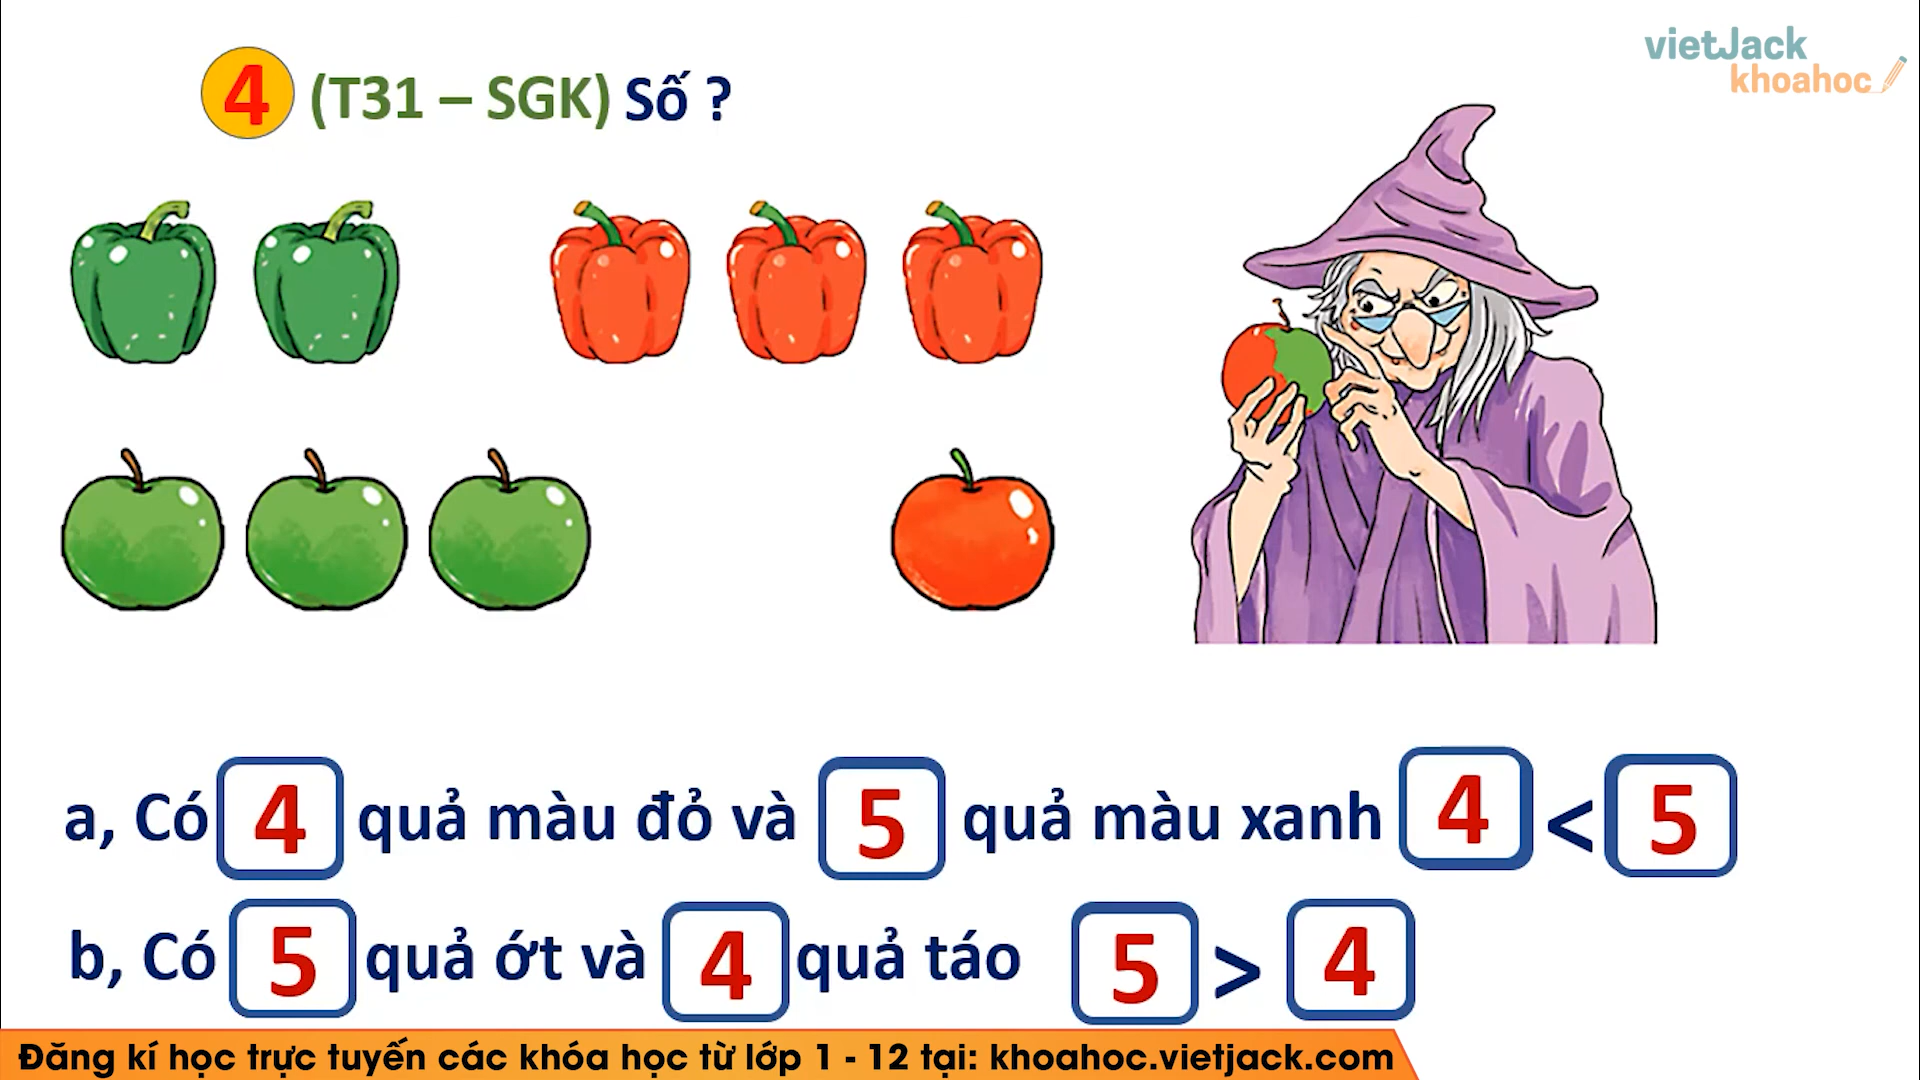 vietJack
khoahoc
4 (T31 – SGK) Số ?
a, Có 4 quả màu đỏ và 5 quả màu xanh 4 < 5
b, Có 5 quả ớt và 4 quả táo 5 > 4
Đăng kí học trực tuyến các khóa học từ lớp 1 - 12 tại: khoahoc.vietjack.com